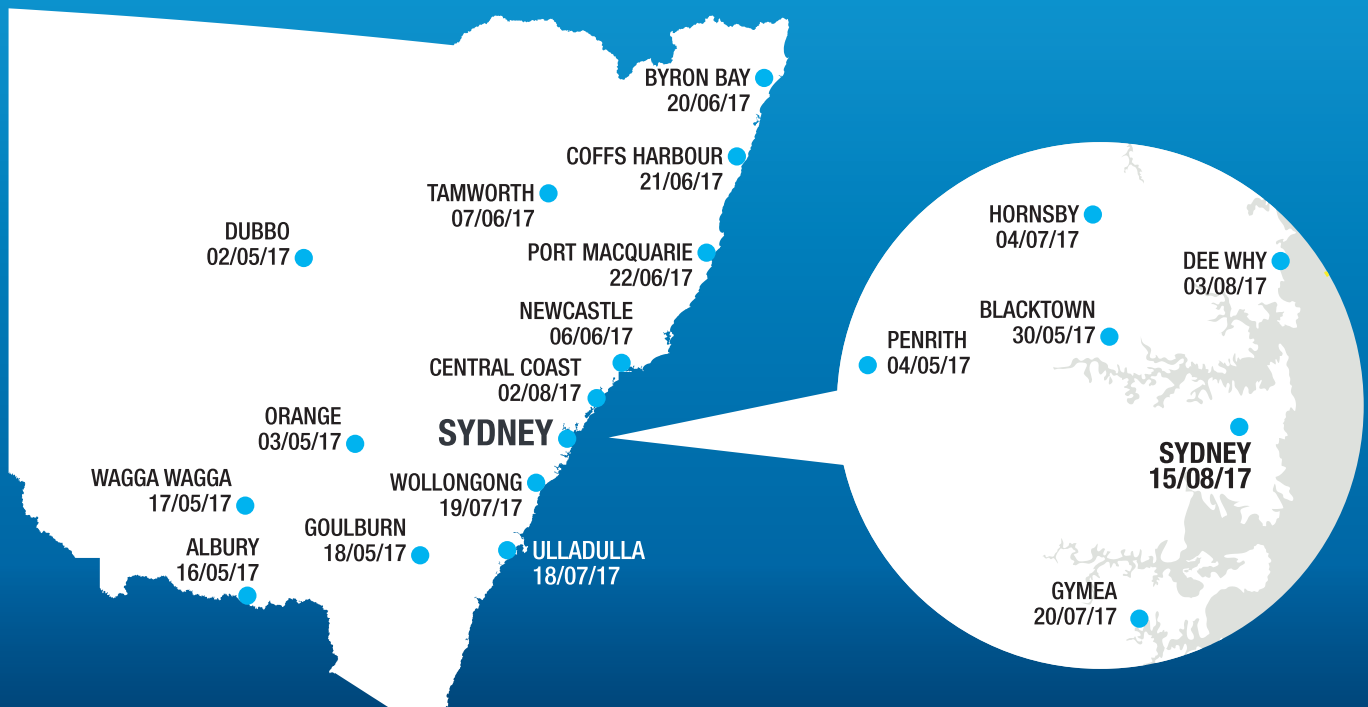 BYRON BAY
20/06/17
COFFS HARBOUR
21/06/17
TAMWORTH
07/06/17
DUBBO
02/05/17
PORT MACQUARIE
22/06/17
NEWCASTLE
06/06/17
CENTRAL COAST
02/08/17
ORANGE
03/05/17
SYDNEY
WAGGA WAGGA
17/05/17
WOLLONGONG
19/07/17
GOULBURN
18/05/17
ALBURY
16/05/17
ULLADULLA
18/07/17
HORNSBY
04/07/17
DEE WHY
03/08/17
BLACKTOWN
30/05/17
PENRITH
04/05/17
SYDNEY
15/08/17
GYMEA
20/07/17